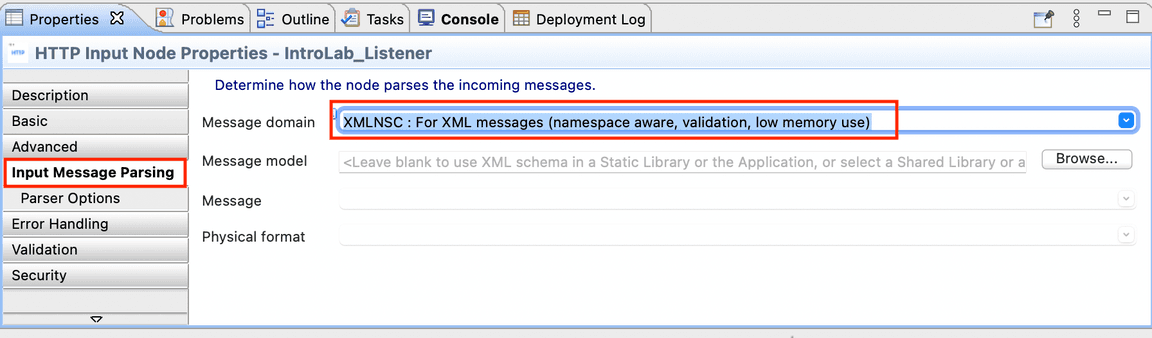 Properties Problems Outline Tasks Console Deployment Log
HTTP Input Node Properties - IntroLab_Listener
Determine how the node parses the incoming messages.
Description
Basic
Advanced
Input Message Parsing
Parser Options
Error Handling
Validation
Security
Message domain XMLNSC : For XML messages (namespace aware, validation, low memory use)
Message model <Leave blank to use XML schema in a Static Library or the Application, or select a Shared Library or a Browse...
Message
Physical format